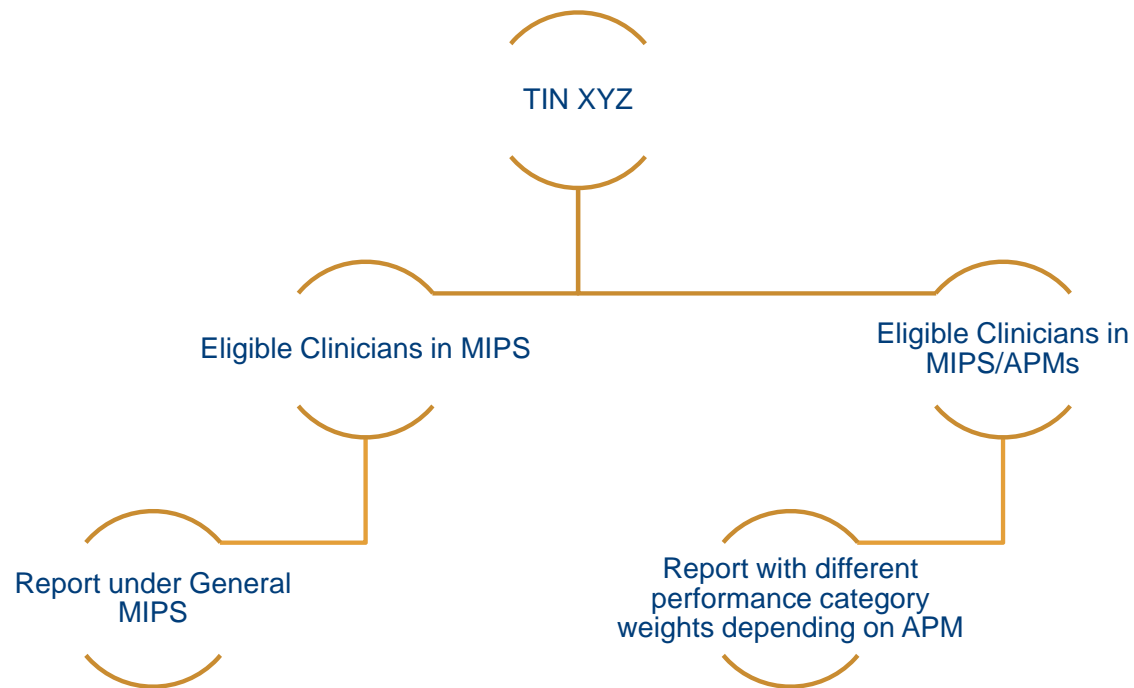 TIN XYZ
Eligible Clinicians in MIPS
Eligible Clinicians in
MIPS/APMs
Report under General
MIPS
Report with different
performance category
weights depending on APM